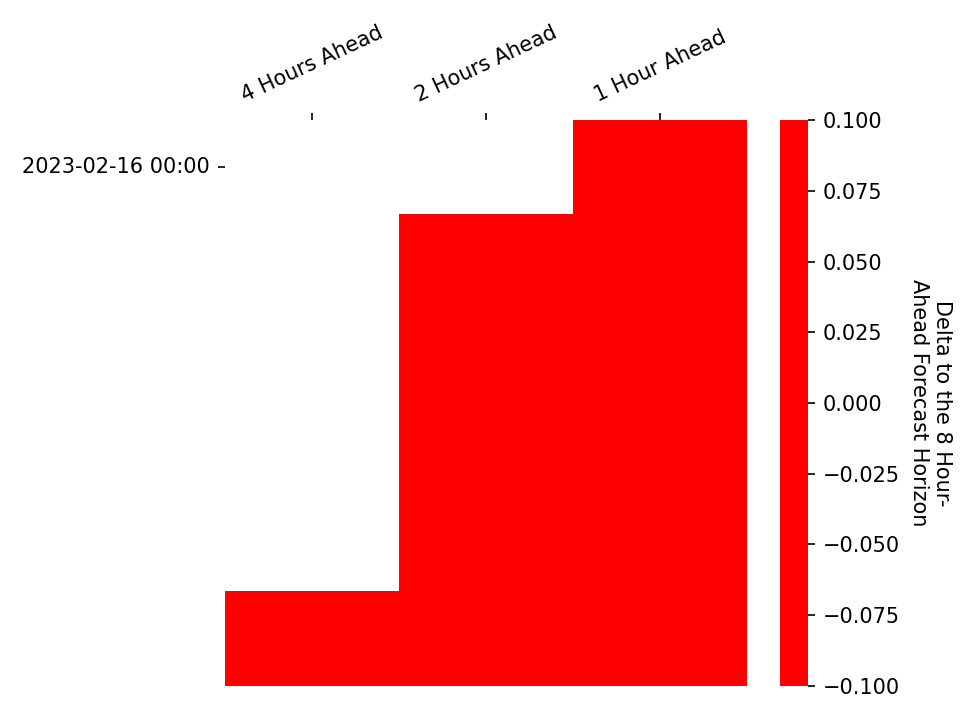 4 Hours Ahead
2 Hours Ahead
1 Hour Ahead
2023-02-16 00:00
0.100
0.075
0.050
0.025
0.000
−0.025
−0.050
−0.075
−0.100
Delta to the 8 Hour-
Ahead Forecast Horizon